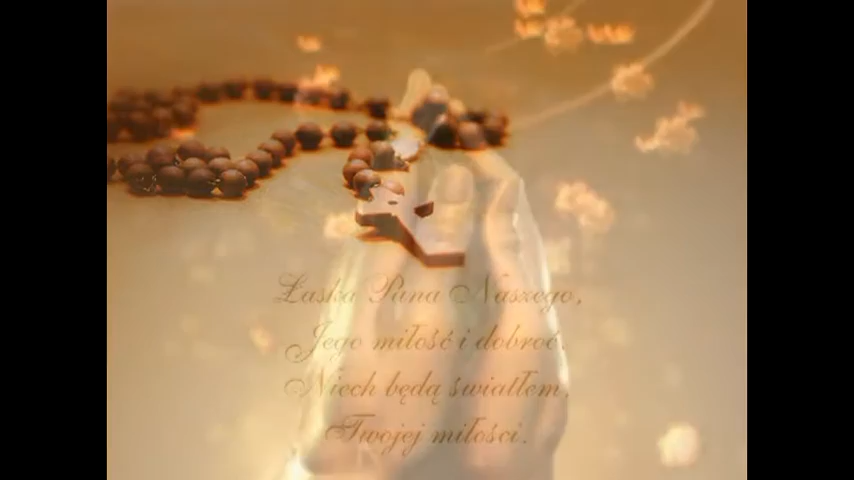 Łaska Pana Naszego,
Jego miłość i dobroć.
Niech będą światłem,
Twojej miłości.